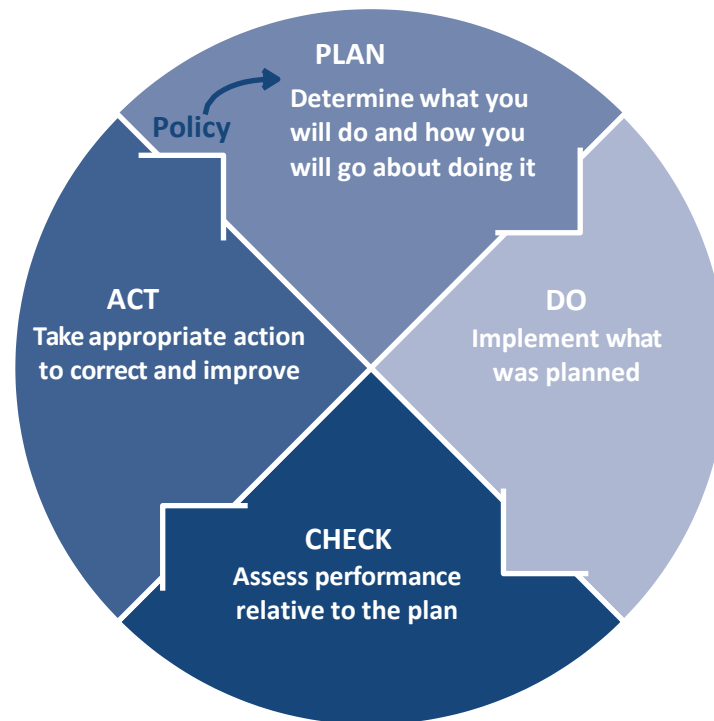 PLAN
Policy
Determine what you
will do and how you
will go about doing it
ACT
Take appropriate action
to correct and improve
DO
Implement what
was planned
CHECK
Assess performance
relative to the plan